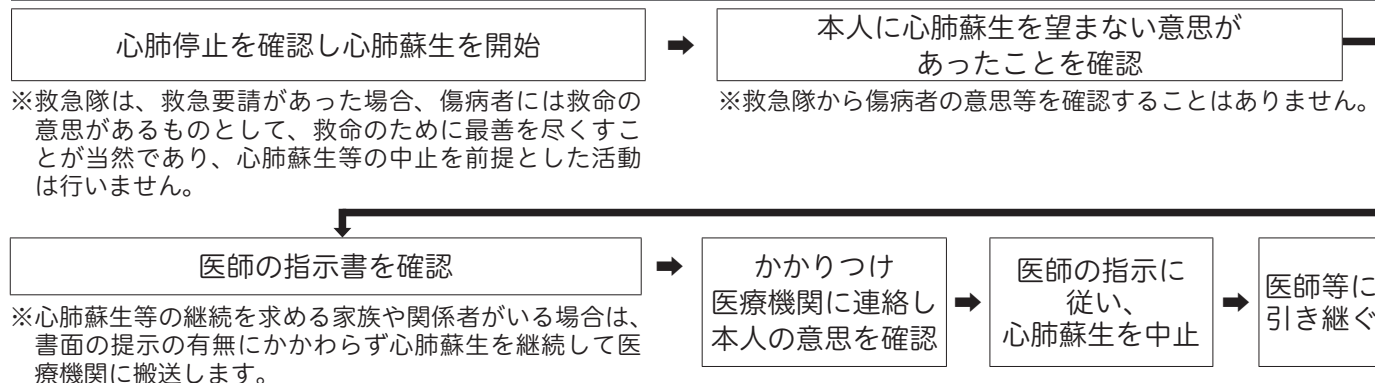 心肺停止を確認し心肺蘇生を開始
➡
本人に心肺蘇生を望まない意思が
あったことを確認
※救急隊は、救急要請があった場合、傷病者には救命の
意思があるものとして、救命のために最善を尽くすこ
とが当然であり、心肺蘇生等の中止を前提とした活動
は行いません。
※救急隊から傷病者の意思等を確認することはありません。
医師の指示書を確認
➡
かかりつけ
医療機関に連絡し
本人の意思を確認
➡
医師の指示に
従い、
心肺蘇生を中止
➡
医師等に
引き継ぐ
※心肺蘇生等の継続を求める家族や関係者がいる場合は、
書面の提示の有無にかかわらず心肺蘇生を継続して医
療機関に搬送します。